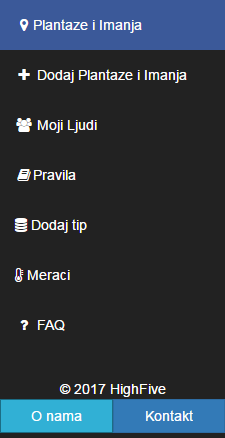 Plantaze i Imanja
Dodaj Plantaze i Imanja
Moji Ljudi
Pravila
Dodaj tip
Meraci
FAQ
© 2017 HighFive
O nama Kontakt